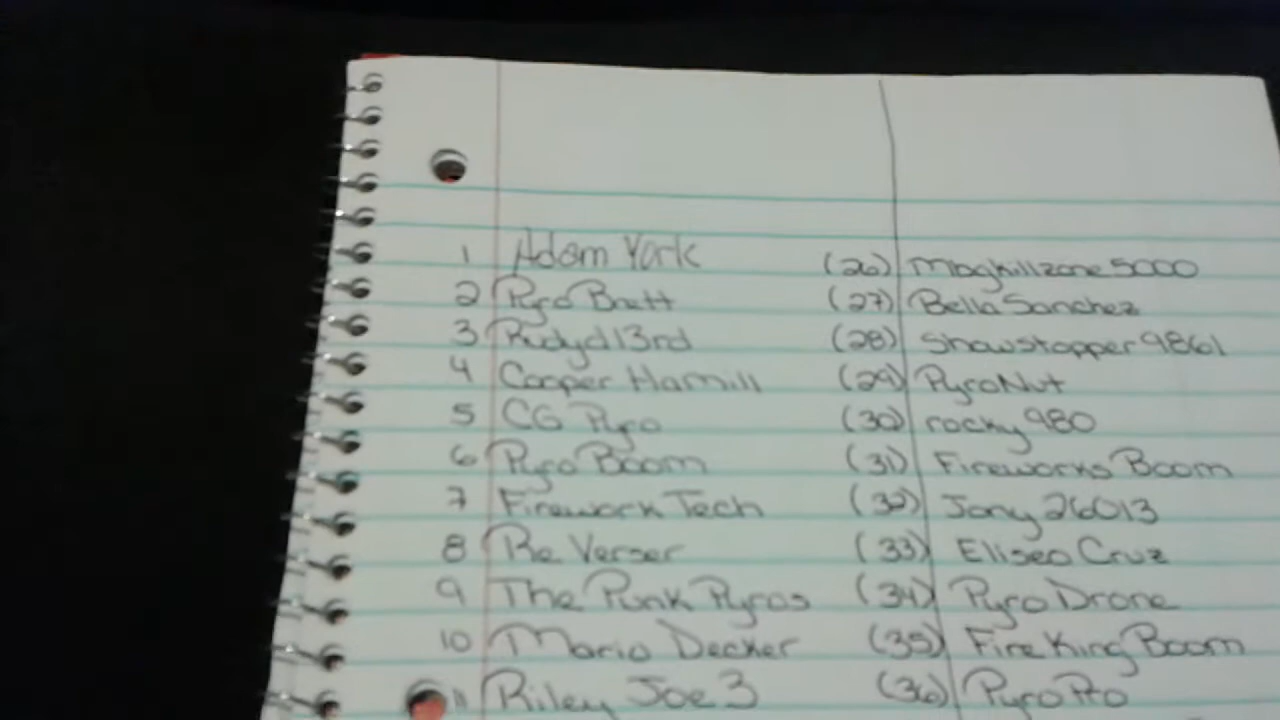 1 Adam York (26) Magkillzone5000
2 Pyro Brett (27) Bella Sanchez
3 Rudyd13rd (28) Showstopper9861
4 Cooper Hamill (29) PyroNut
5 CG Pyro (30) rocky980
6 Pyro Boom (31) Fireworks Boom
7 Firework Tech (32) Jony26013
8 Re Verser (33) Eliseo Cruz
9 The Punk Pyros (34) Pyro Drone
10 Mario Decker (35) Fire King Boom
11 Riley Joe 3 (36) Pyro Pro